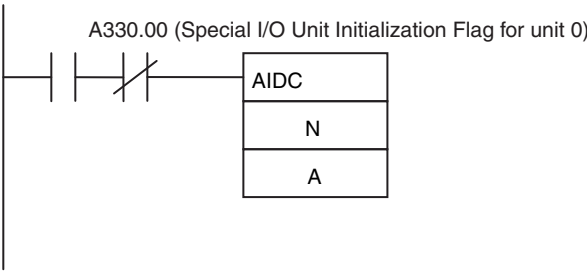 A330.00 (Special I/O Unit Initialization Flag for unit 0)
AIDC
N
A